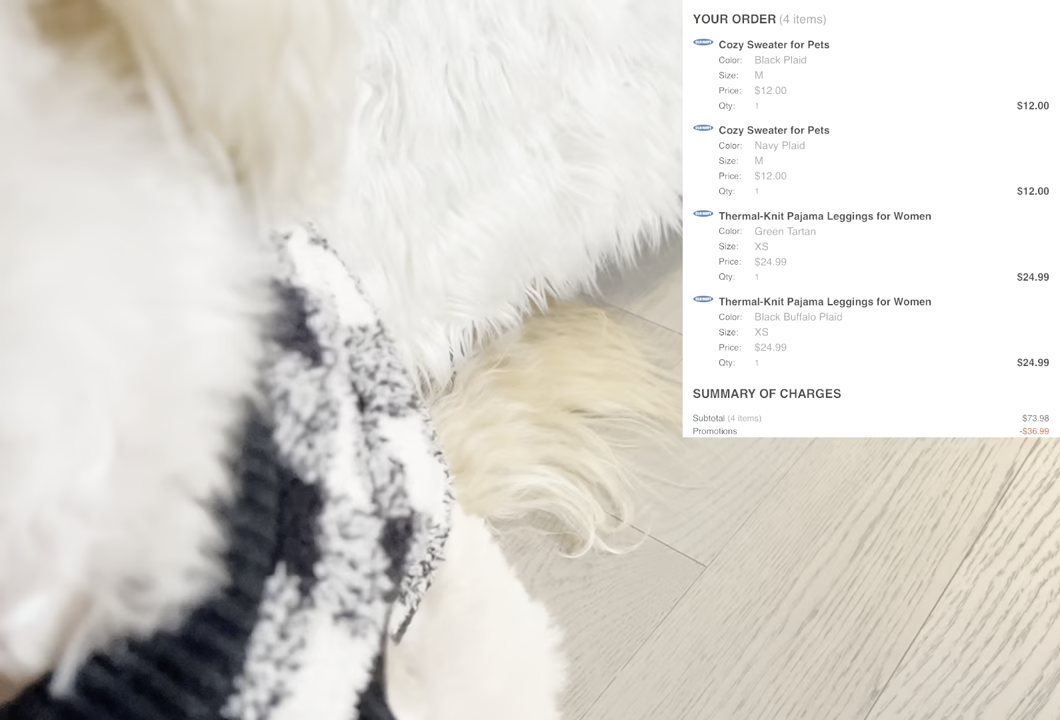 YOUR ORDER (4 items)
Cozy Sweater for Pets
Color: Black Plaid
Size: M
Price: $12.00
Qty: 1 $12.00
Cozy Sweater for Pets
Color: Navy Plaid
Size: M
Price: $12.00
Qty: 1 $12.00
Thermal-Knit Pajama Leggings for Women
Color: Green Tartan
Size: XS
Price: $24.99
Qty: 1 $24.99
Thermal-Knit Pajama Leggings for Women
Color: Black Buffalo Plaid
Size: XS
Price: $24.99
Qty: 1 $24.99
SUMMARY OF CHARGES
Subtotal (4 items) $73.98
Promotions -$36.99